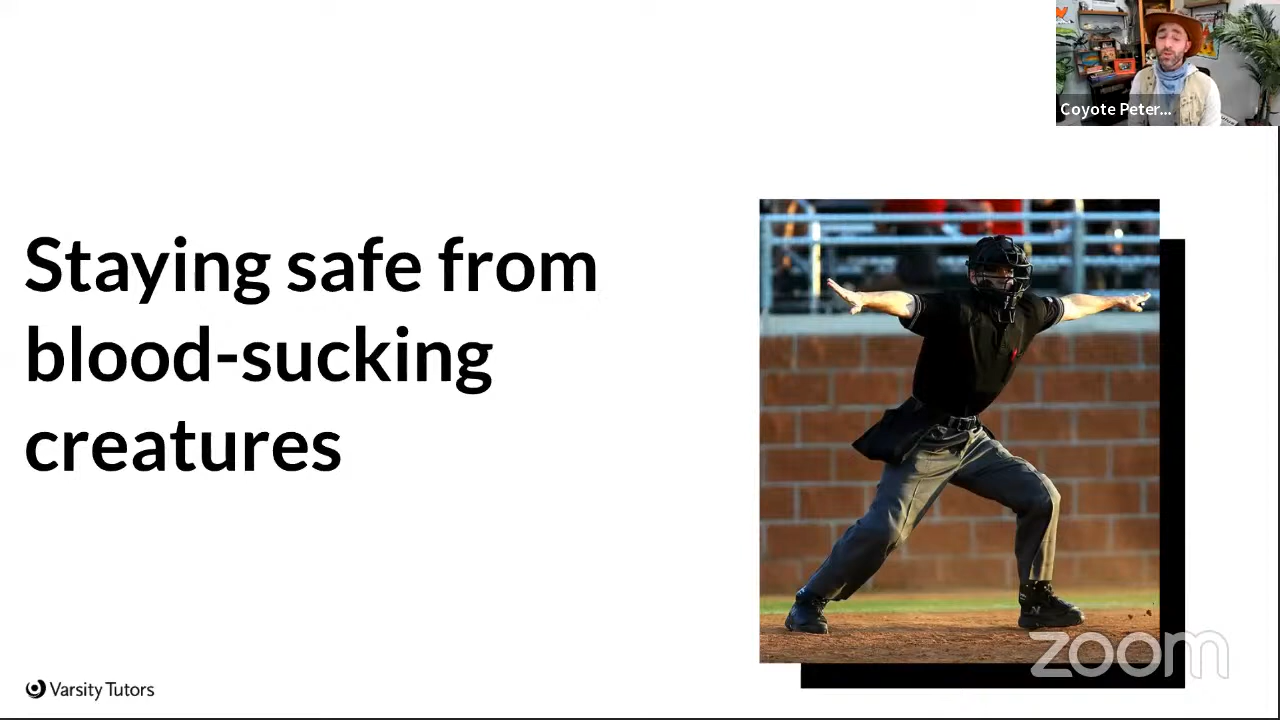 Coyote Peter...
Staying safe from
blood-sucking
creatures
zoom
Varsity Tutors